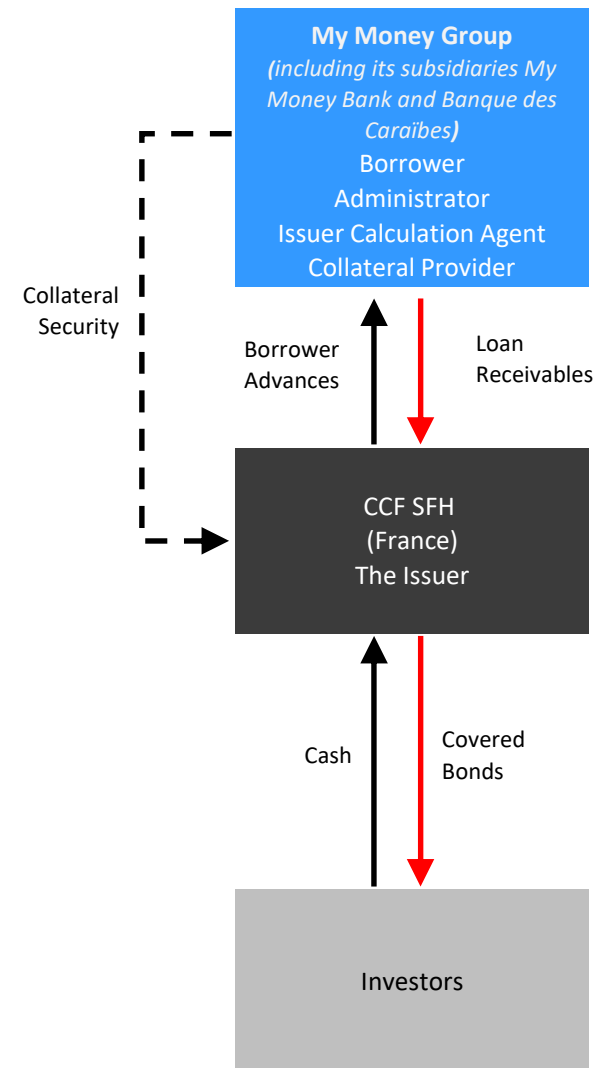 My Money Group
(including its subsidiaries My
Money Bank and Banque des
Caraïbes)
Borrower
Administrator
Issuer Calculation Agent
Collateral Provider
Collateral
Security
Borrower
Advances
Loan
Receivables
CCF SFH
(France)
The Issuer
Cash
Covered
Bonds
Investors